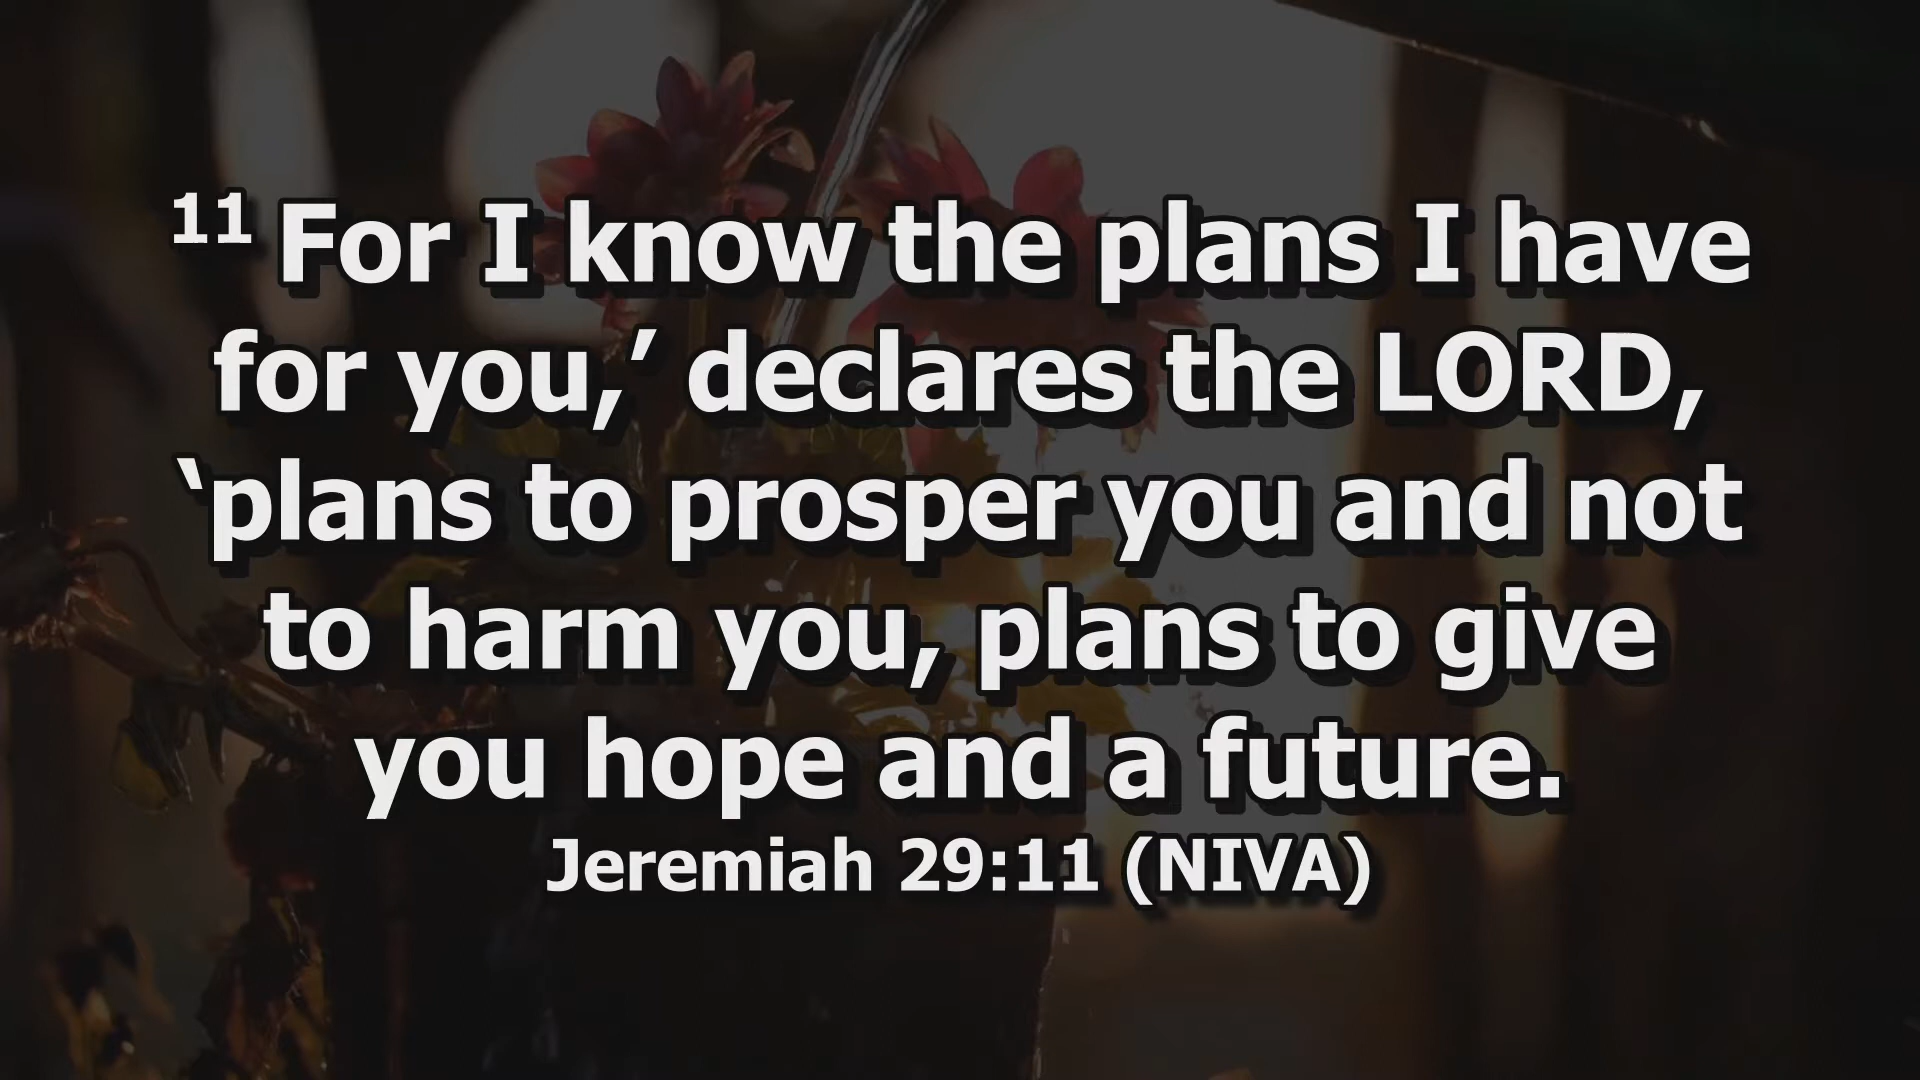 11 For I know the plans I have
for you,’ declares the LORD,
‘plans to prosper you and not
to harm you, plans to give
you hope and a future.
Jeremiah 29:11 (NIVA)